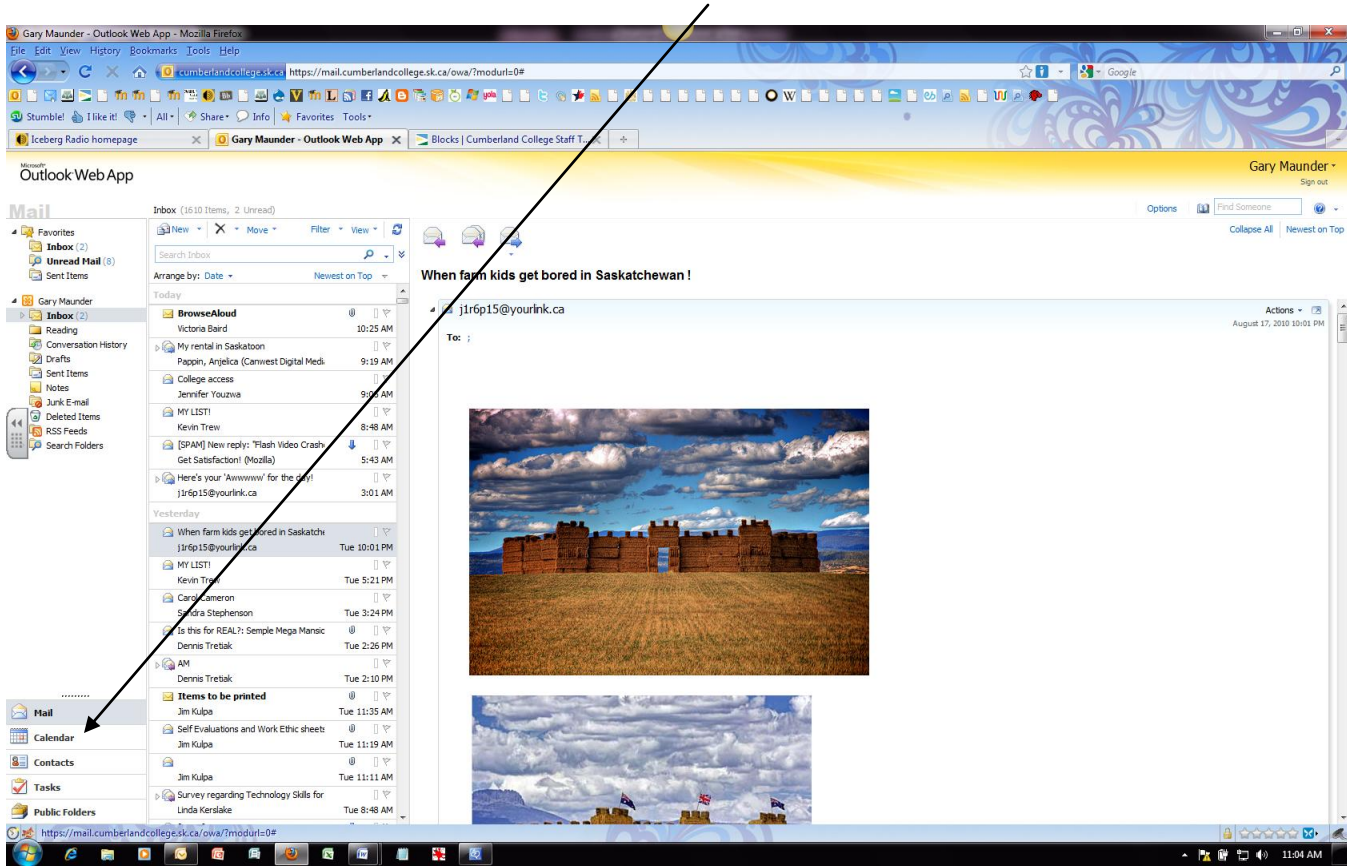 Gary Maunder - Outlook Web App - Mozilla Firefox
File Edit View History Bookmarks Tools Help
cumberlandcollege.sk.ca https://mail.cumberlandcollege.sk.ca/owa/?modurl=0#
Google
Stumble! I like it! All Share Info Favorites Tools
Iceberg Radio homepage Gary Maunder - Outlook Web App Blocks | Cumberland College Staff T...
Microsoft
Outlook Web App
Gary Maunder
Sign out
Mail Inbox (1610 Items, 2 Unread) Options Find Someone
Favorites
Inbox (2)
Unread Mail (8)
Sent Items
Gary Maunder
Inbox (2)
Reading
Conversation History
Drafts
Sent Items
Notes
Junk E-mail
Deleted Items
RSS Feeds
Search Folders
Mail
Calendar
Contacts
Tasks
Public Folders
New Move Filter View
Search Inbox
Arrange by: Date Newest on Top
Today
BrowseAloud
Victoria Baird 10:25 AM
My rental in Saskatoon
Pappin, Anjelica (Canwest Digital Medi 9:19 AM
College access
Jennifer Youzwa AM
MY LIST!
Kevin Trew 8:48 AM
[SPAM] New reply: "Flash Video Crash
Get Satisfaction! (Mozilla) 5:43 AM
Here's your 'Awwwww' for the day!
j1r6p15@yourlink.ca 3:01 AM
Yesterday
When farm kids get bored in Saskatche
j1r6p15@yourlink.ca Tue 10:01 PM
MY LIST!
Kevin Trew Tue 5:21 PM
Carol Cameron
Sandra Stephenson Tue 3:24 PM
Is this for REAL?: Semple Mega Mansic
Dennis Tretiak Tue 2:26 PM
AM
Dennis Tretiak Tue 2:10 PM
Items to be printed
Jim Kulpa Tue 11:35 AM
Self Evaluations and Work Ethic sheets
Jim Kulpa Tue 11:19 AM
Jim Kulpa Tue 11:11 AM
Survey regarding Technology Skills for
Linda Kerslake Tue 8:48 AM
Collapse All Newest on Top
When farm kids get bored in Saskatchewan !
j1r6p15@yourlink.ca Actions
August 17, 2010 10:01 PM
To: ;
https://mail.cumberlandcollege.sk.ca/owa/?modurl=0#
11:04 AM